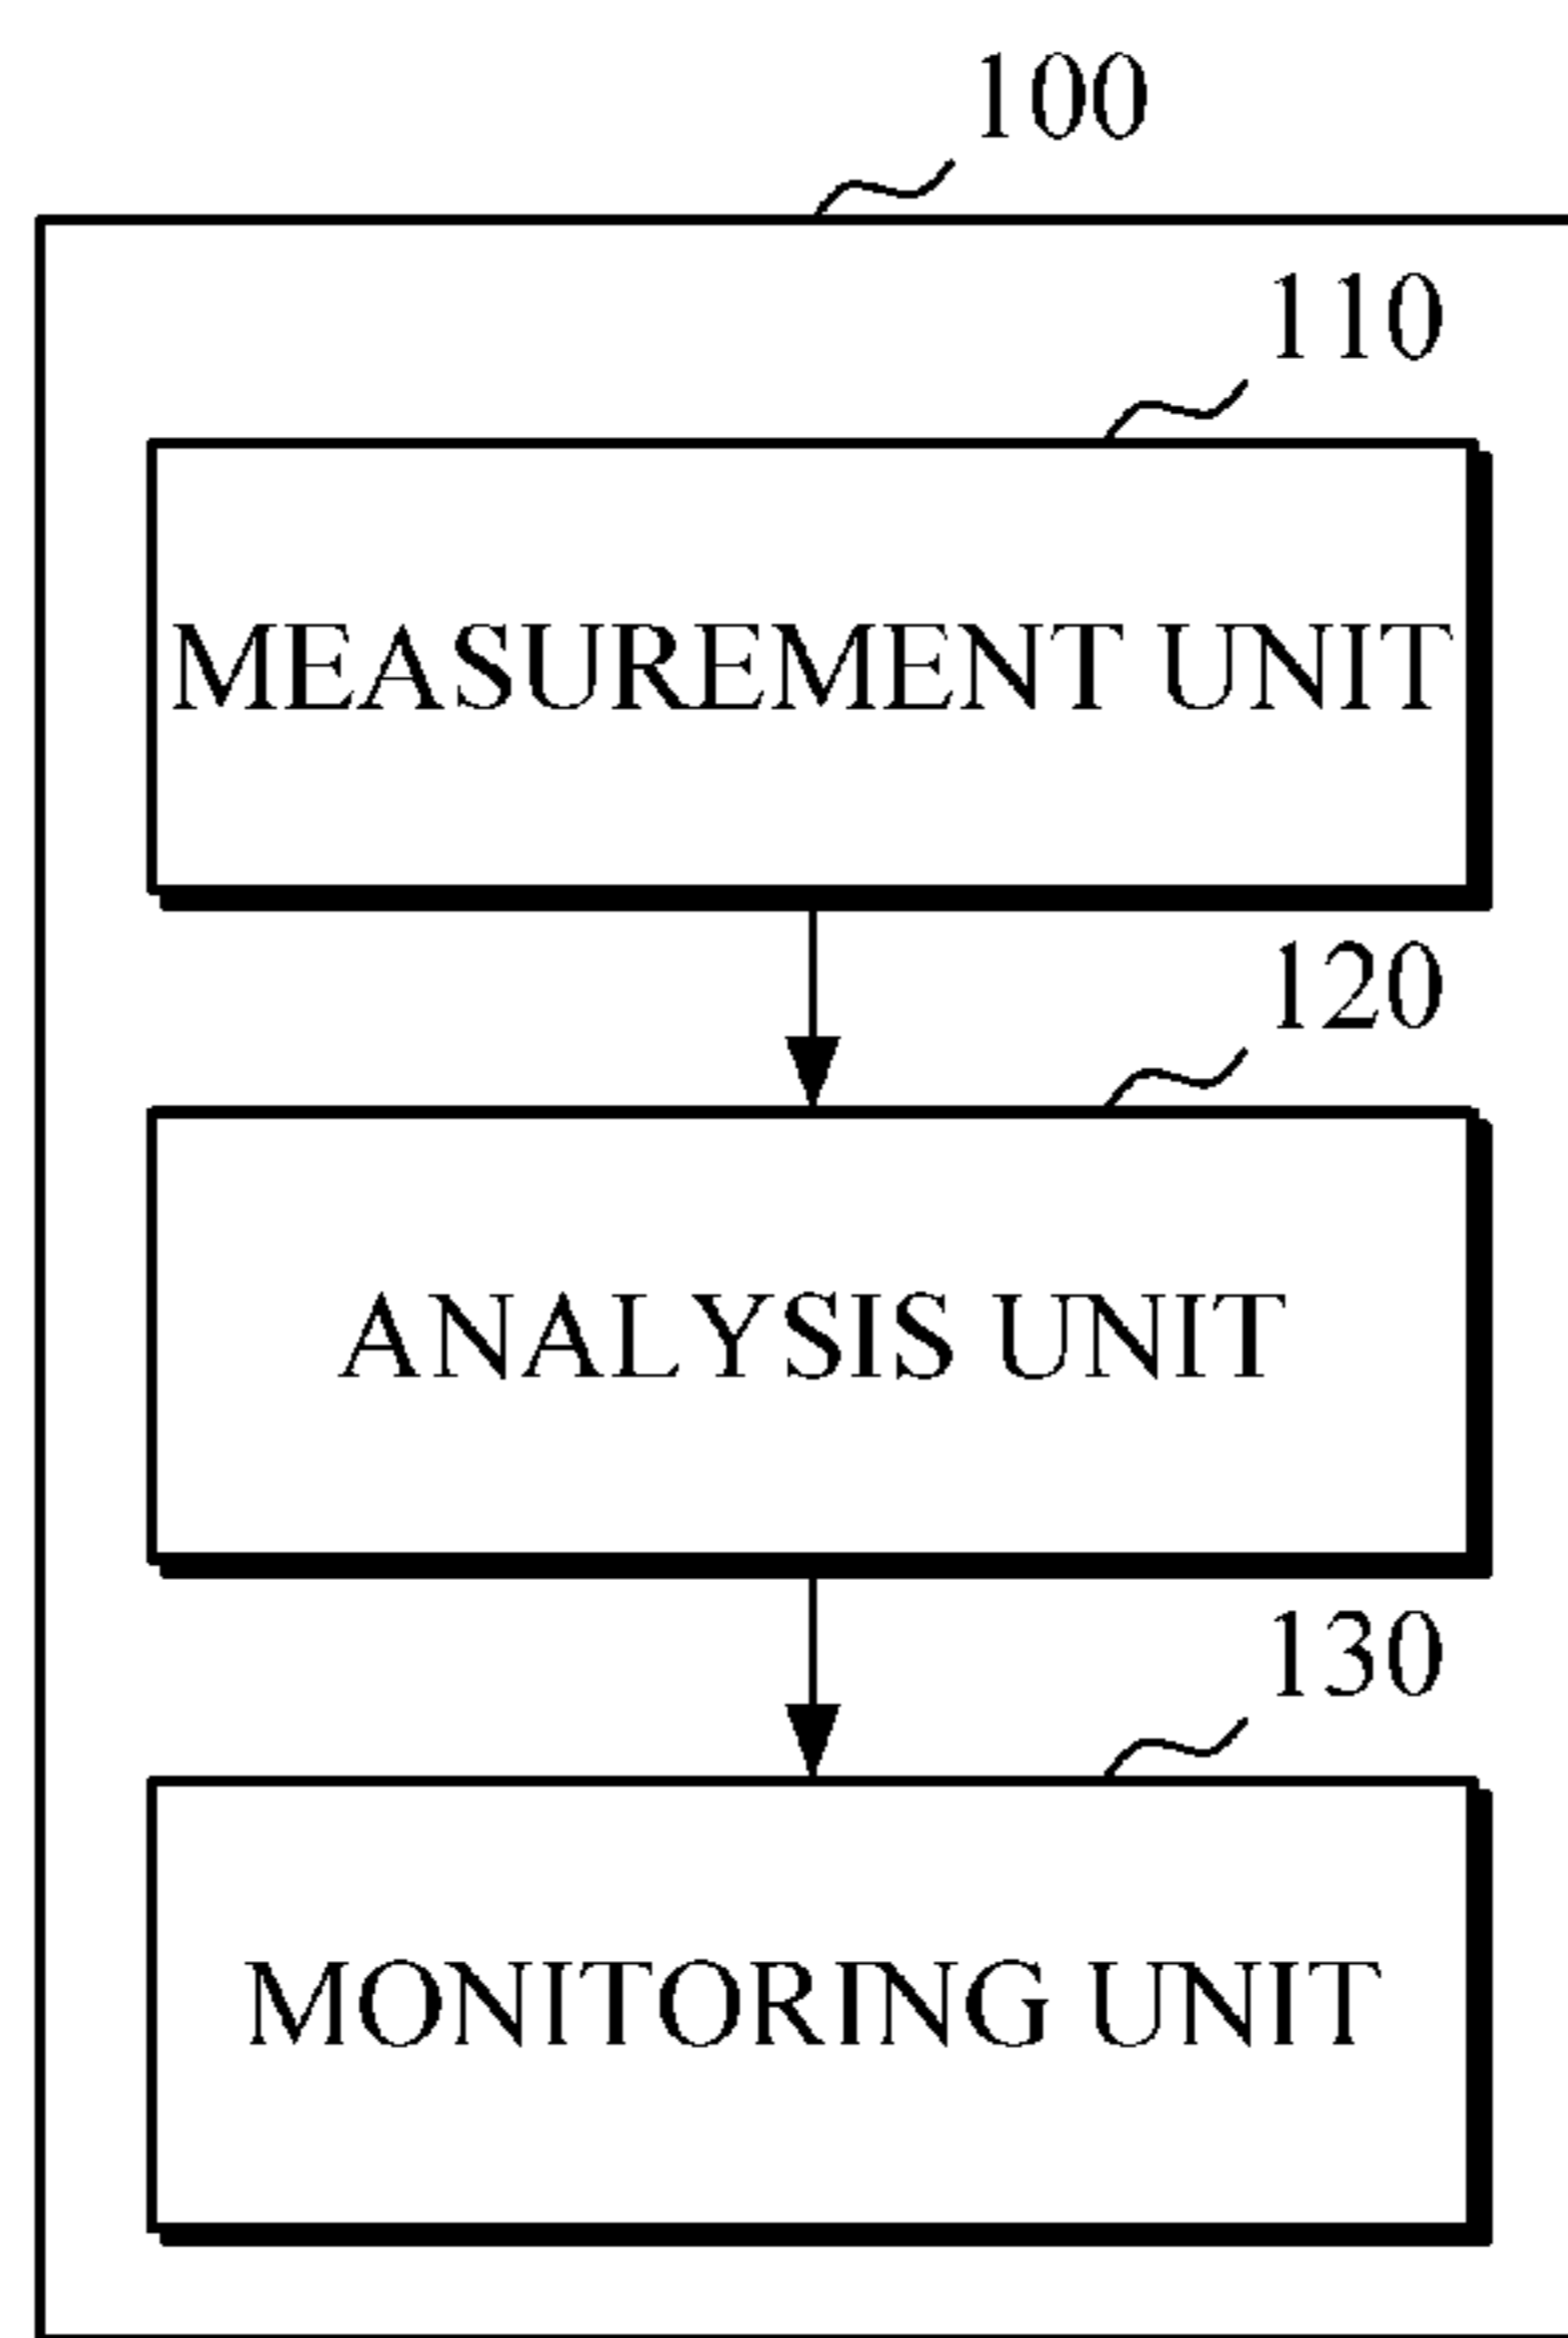 100
110
MEASUREMENT UNIT
120
ANALYSIS UNIT
130
MONITORING UNIT